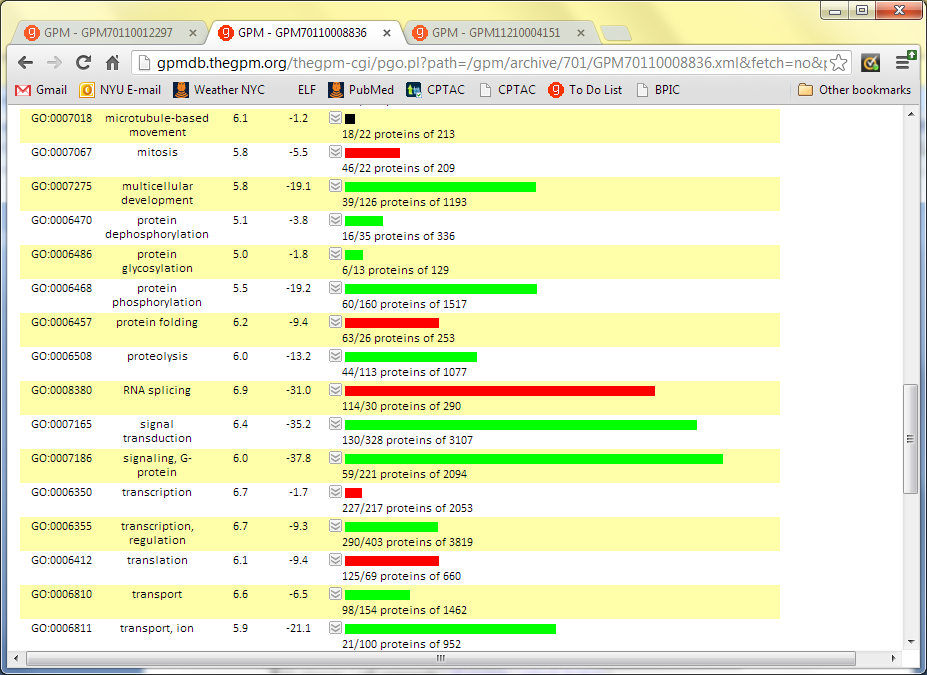 GPM - GPM70110012297
GPM - GPM70110008836
GPM - GPM11210004151
gpmdb.thegpm.org/thegpm-cgi/pgo.pl?path=/gpm/archive/701/GPM70110008836.xml&fetch=no&
Gmail NYU E-mail Weather NYC ELF PubMed CPTAC CPTAC To Do List BPIC Other bookmarks
GO:0007018 microtubule-based 6.1 -1.2
movement
18/22 proteins of 213
GO:0007067 mitosis 5.8 -5.5
46/22 proteins of 209
GO:0007275 multicellular 5.8 -19.1
development
39/126 proteins of 1193
GO:0006470 protein 5.1 -3.8
dephosphorylation
16/35 proteins of 336
GO:0006486 protein 5.0 -1.8
glycosylation
6/13 proteins of 129
GO:0006468 protein 5.5 -19.2
phosphorylation
60/160 proteins of 1517
GO:0006457 protein folding 6.2 -9.4
63/26 proteins of 253
GO:0006508 proteolysis 6.0 -13.2
44/113 proteins of 1077
GO:0008380 RNA splicing 6.9 -31.0
114/30 proteins of 290
GO:0007165 signal 6.4 -35.2
transduction
130/328 proteins of 3107
GO:0007186 signaling, G- 6.0 -37.8
protein
59/221 proteins of 2094
GO:0006350 transcription 6.7 -1.7
227/217 proteins of 2053
GO:0006355 transcription, 6.7 -9.3
regulation
290/403 proteins of 3819
GO:0006412 translation 6.1 -9.4
125/69 proteins of 660
GO:0006810 transport 6.6 -6.5
98/154 proteins of 1462
GO:0006811 transport, ion 5.9 -21.1
21/100 proteins of 952